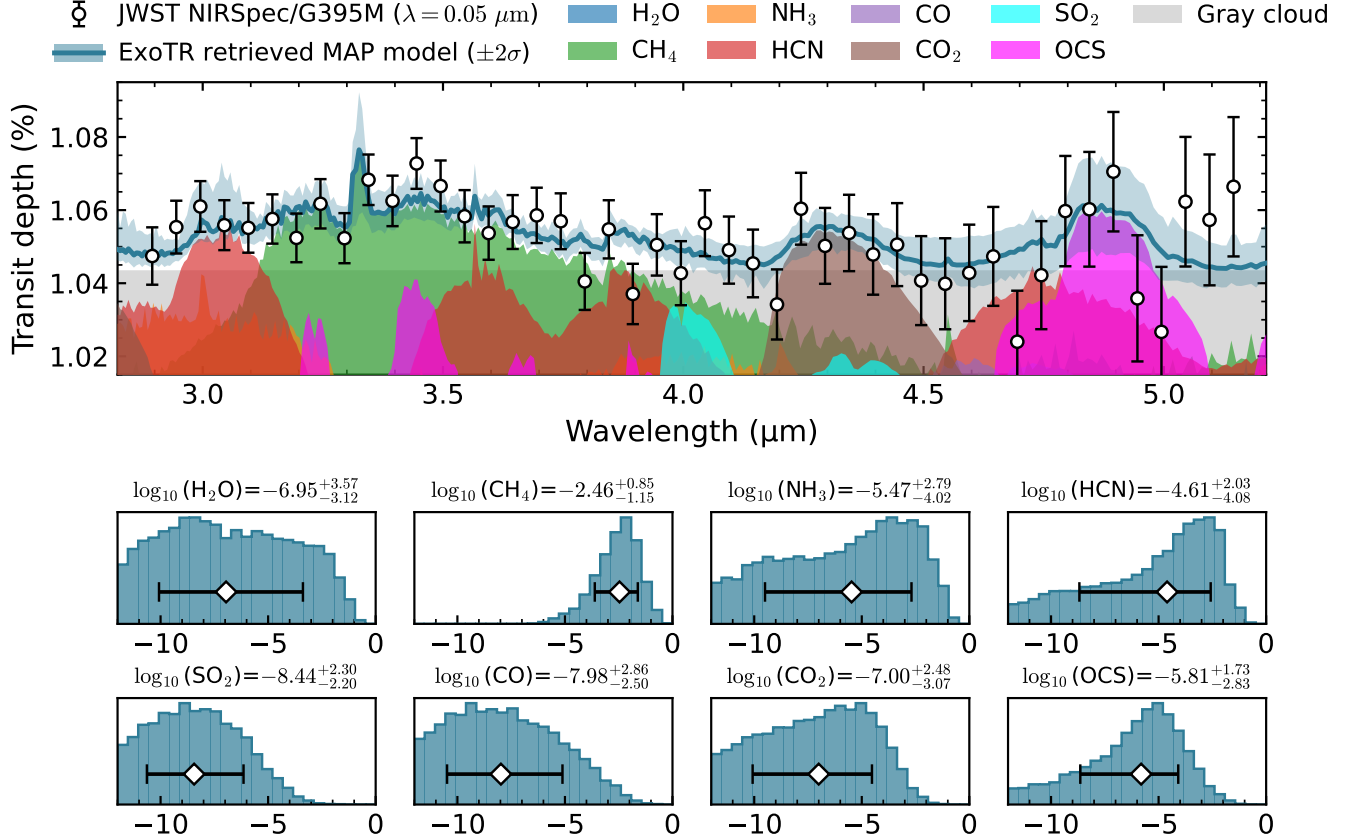 JWST NIRSpec/G395M (λ = 0.05 μm) H₂O NH₃ CO SO₂ Gray cloud
ExoTR retrieved MAP model (±2σ) CH₄ HCN CO₂ OCS
Transit depth (%)
1.08
1.06
1.04
1.02
3.0 3.5 4.0 4.5 5.0
Wavelength (μm)
log₁₀ (H₂O)=−6.95 +3.57 −3.12
log₁₀ (CH₄)=−2.46 +0.85 −1.15
log₁₀ (NH₃)=−5.47 +2.79 −4.02
log₁₀ (HCN)=−4.61 +2.03 −4.08
−10 −5 0 −10 −5 0 −10 −5 0 −10 −5 0
log₁₀ (SO₂)=−8.44 +2.30 −2.20
log₁₀ (CO)=−7.98 +2.86 −2.50
log₁₀ (CO₂)=−7.00 +2.48 −3.07
log₁₀ (OCS)=−5.81 +1.73 −2.83
−10 −5 0 −10 −5 0 −10 −5 0 −10 −5 0